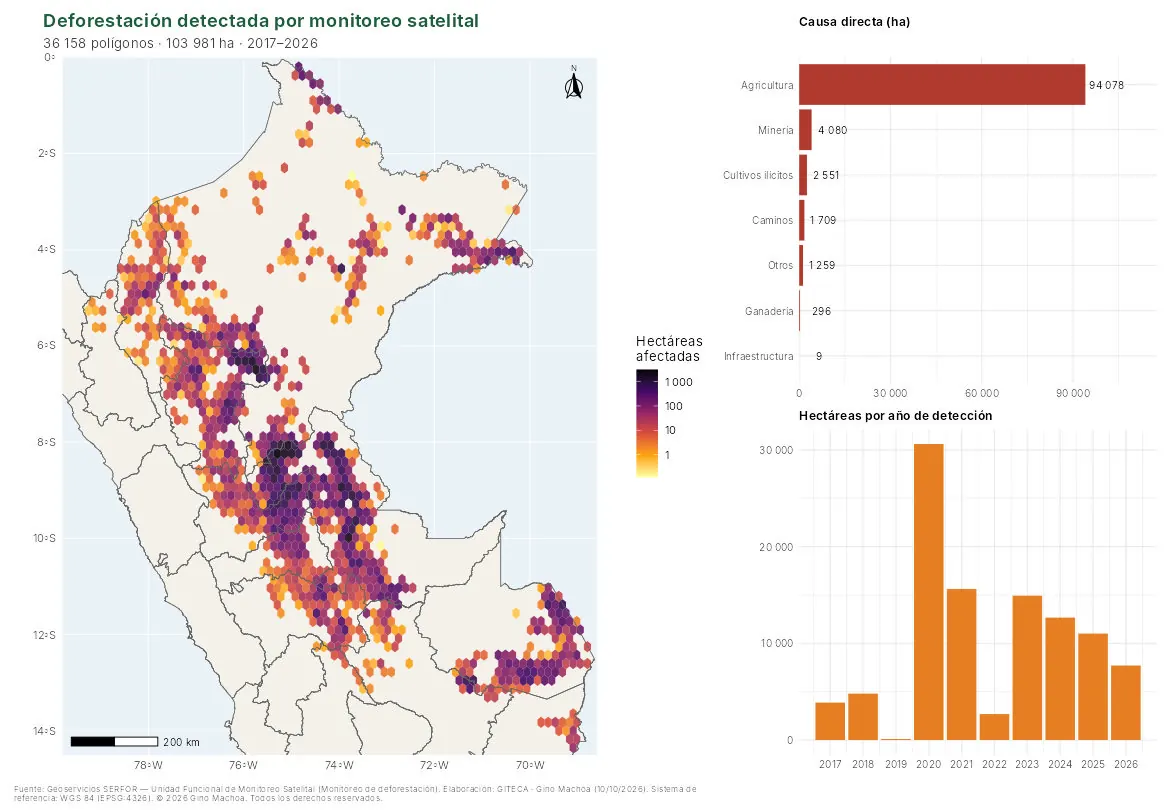 Deforestación detectada por monitoreo satelital
36 158 polígonos · 103 981 ha · 2017–2026
0°
2°S
4°S
6°S
8°S
10°S
12°S
14°S
78°W
76°W
74°W
72°W
70°W
N
200 km
Hectáreas
afectadas
1 000
100
10
1
Causa directa (ha)
Agricultura
94 078
Minería
4 080
Cultivos ilícitos
2 551
Caminos
1 709
Otros
1 259
Ganadería
296
Infraestructura
9
0
30 000
60 000
90 000
Hectáreas por año de detección
30 000
20 000
10 000
0
2017
2018
2019
2020
2021
2022
2023
2024
2025
2026
Fuente: Geoservicios SERFOR — Unidad Funcional de Monitoreo Satelital (Monitoreo de deforestación). Elaboración: GITECA · Gino Machoa (10/10/2026). Sistema de
referencia: WGS 84 (EPSG:4326). © 2026 Gino Machoa. Todos los derechos reservados.